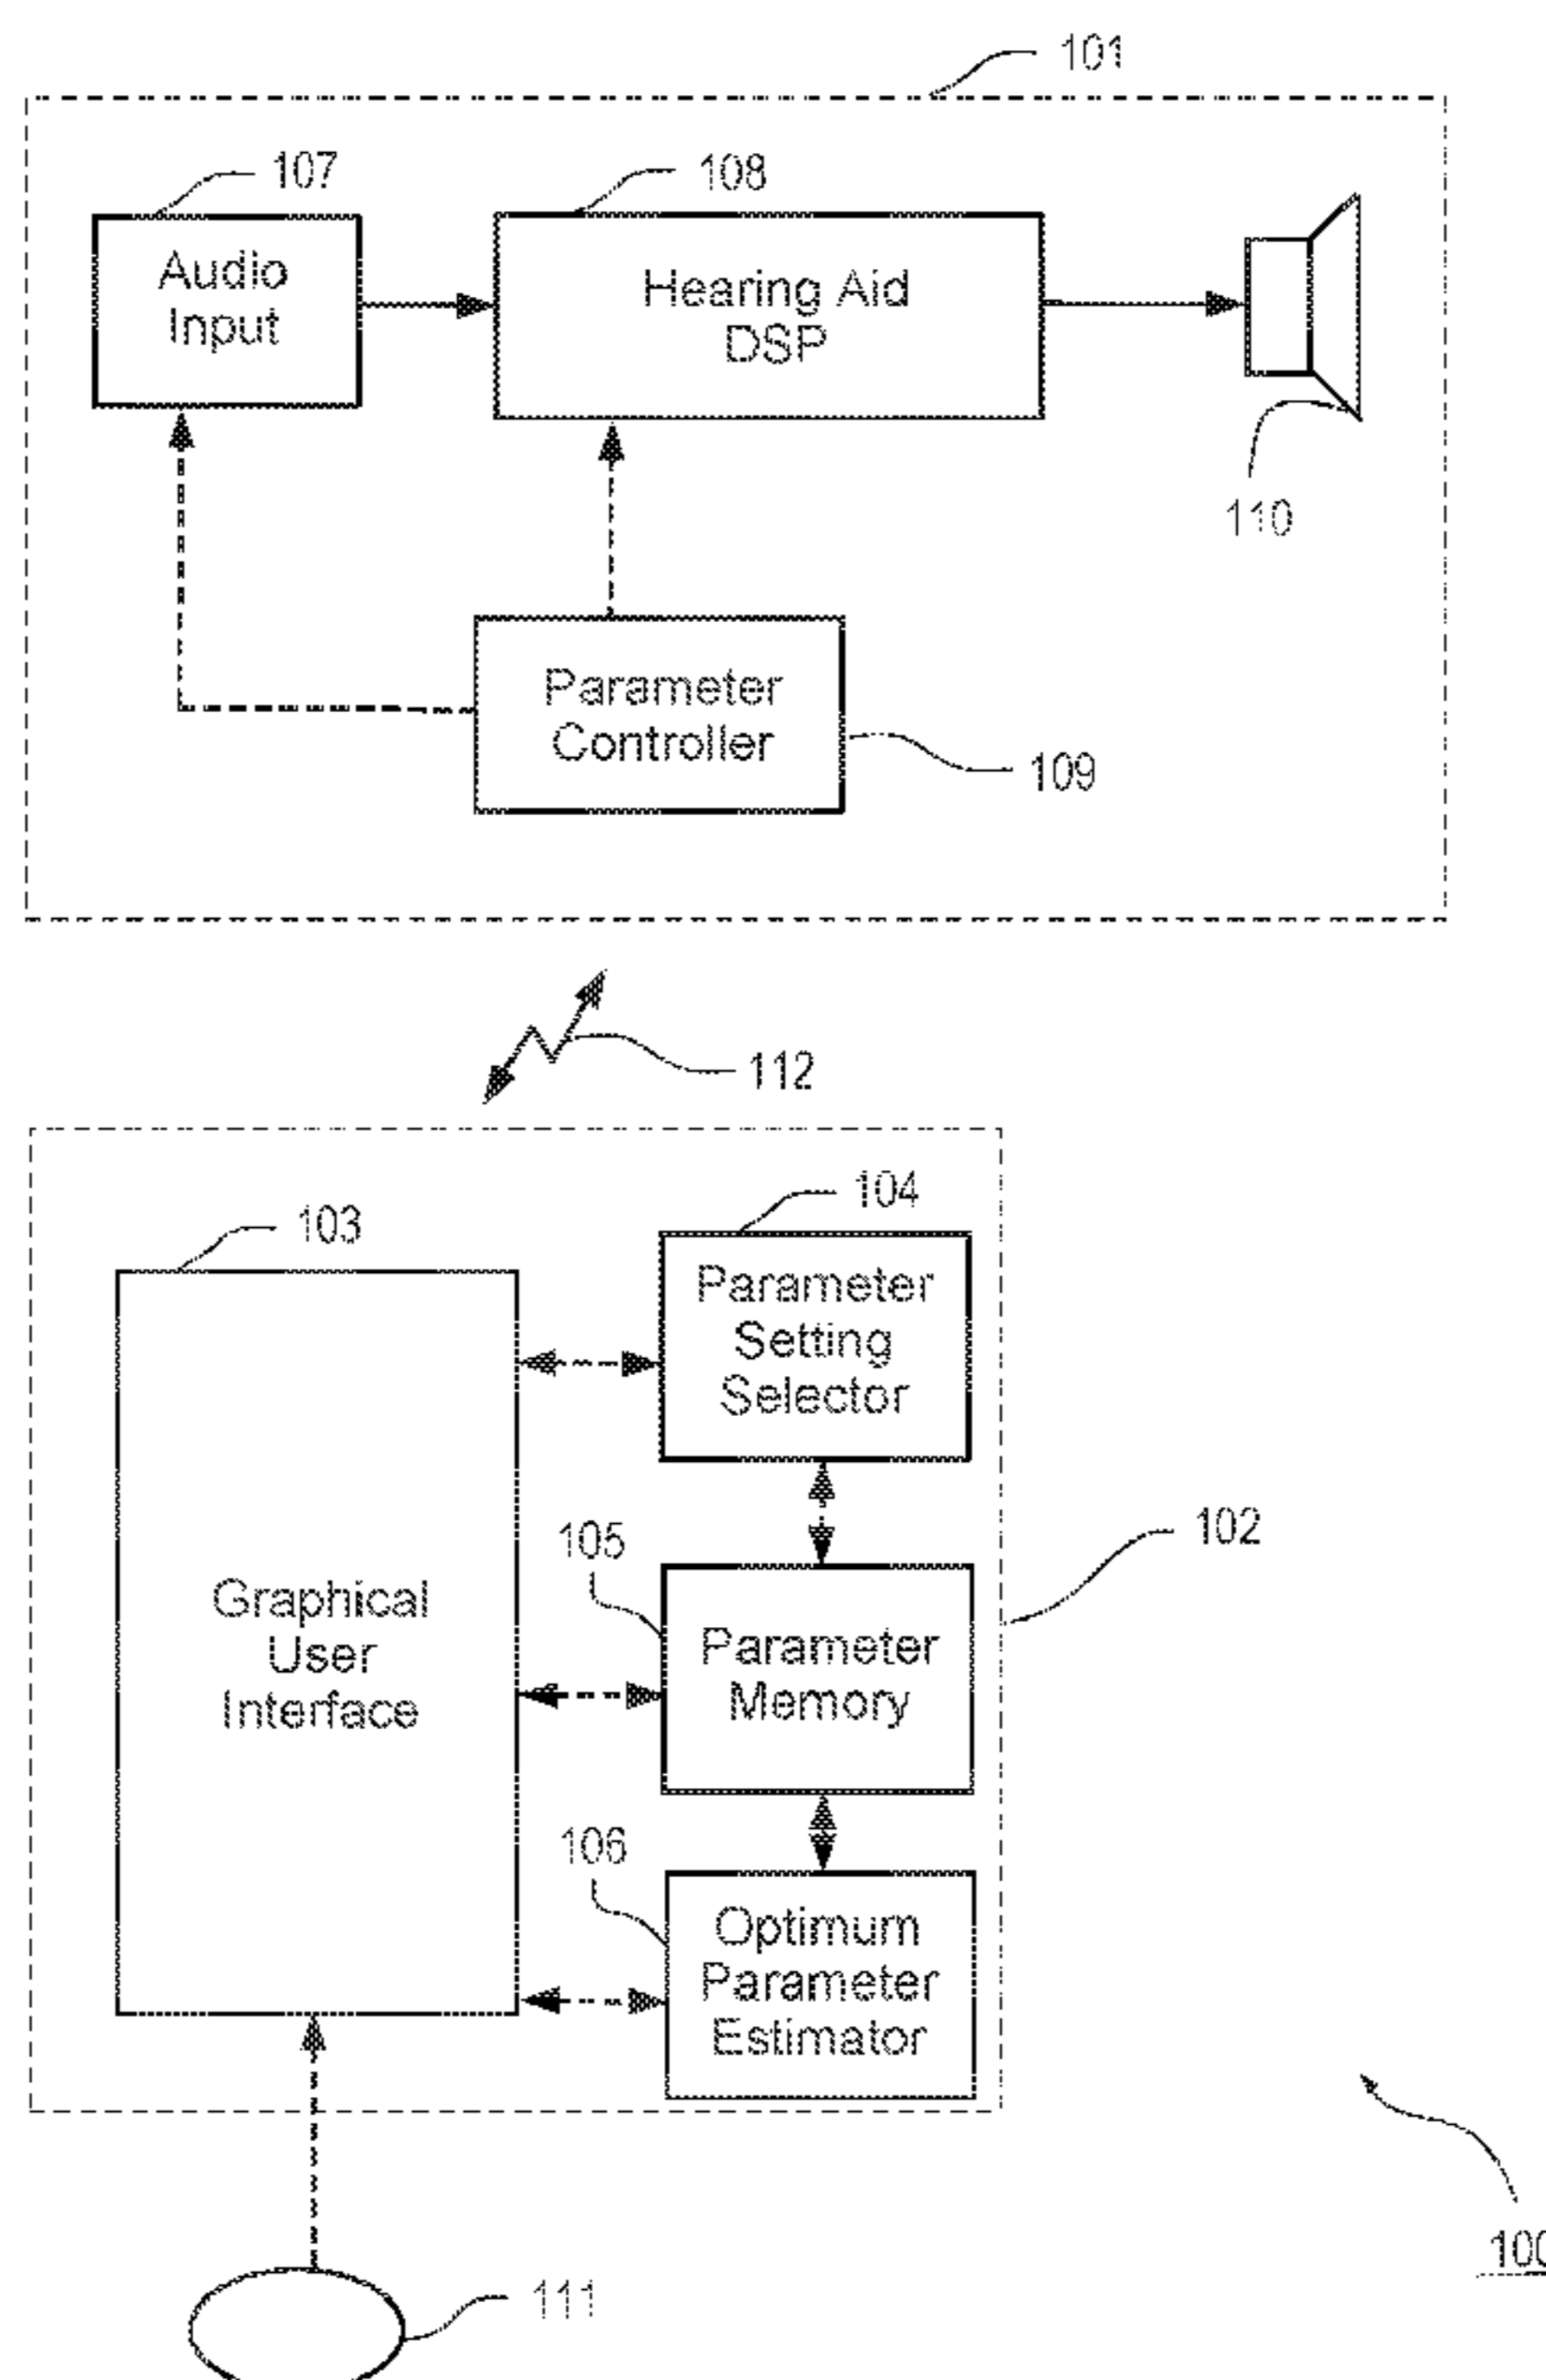 101
107
108
Audio
Input
Hearing Aid
DSP
110
Parameter
Controller
109
112
104
103
Parameter
Setting
Selector
102
105
Graphical
User
Interface
Parameter
Memory
106
Optimum
Parameter
Estimator
100
111